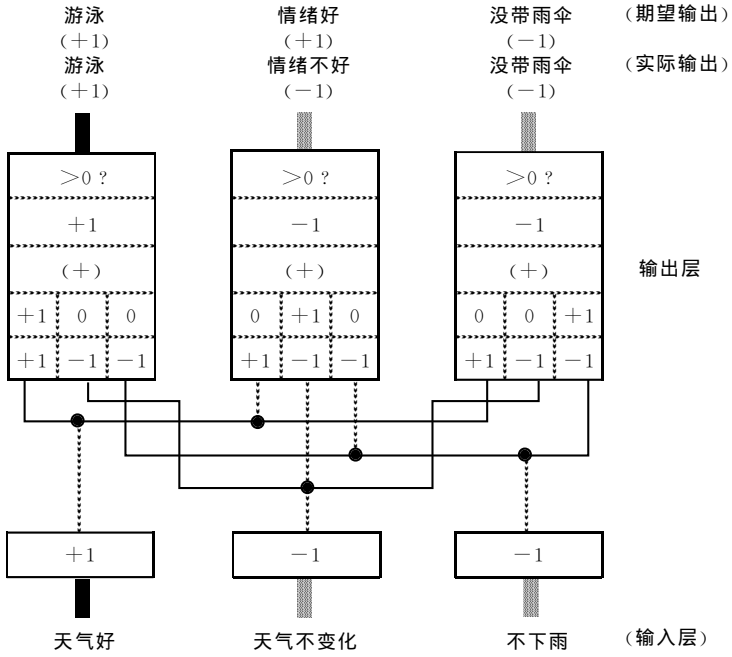 游泳 情绪好 没带雨伞 (期望输出)
(+1) (+1) (-1)
游泳 情绪不好 没带雨伞 (实际输出)
(+1) (-1) (-1)
>0 ? >0 ? >0 ?
+1 -1 -1
(+) (+) (+) 输出层
+1 0 0 0 +1 0 0 0 +1
+1 -1 -1 +1 -1 -1 +1 -1 -1
+1 -1 -1
天气好 天气不变化 不下雨 (输入层)